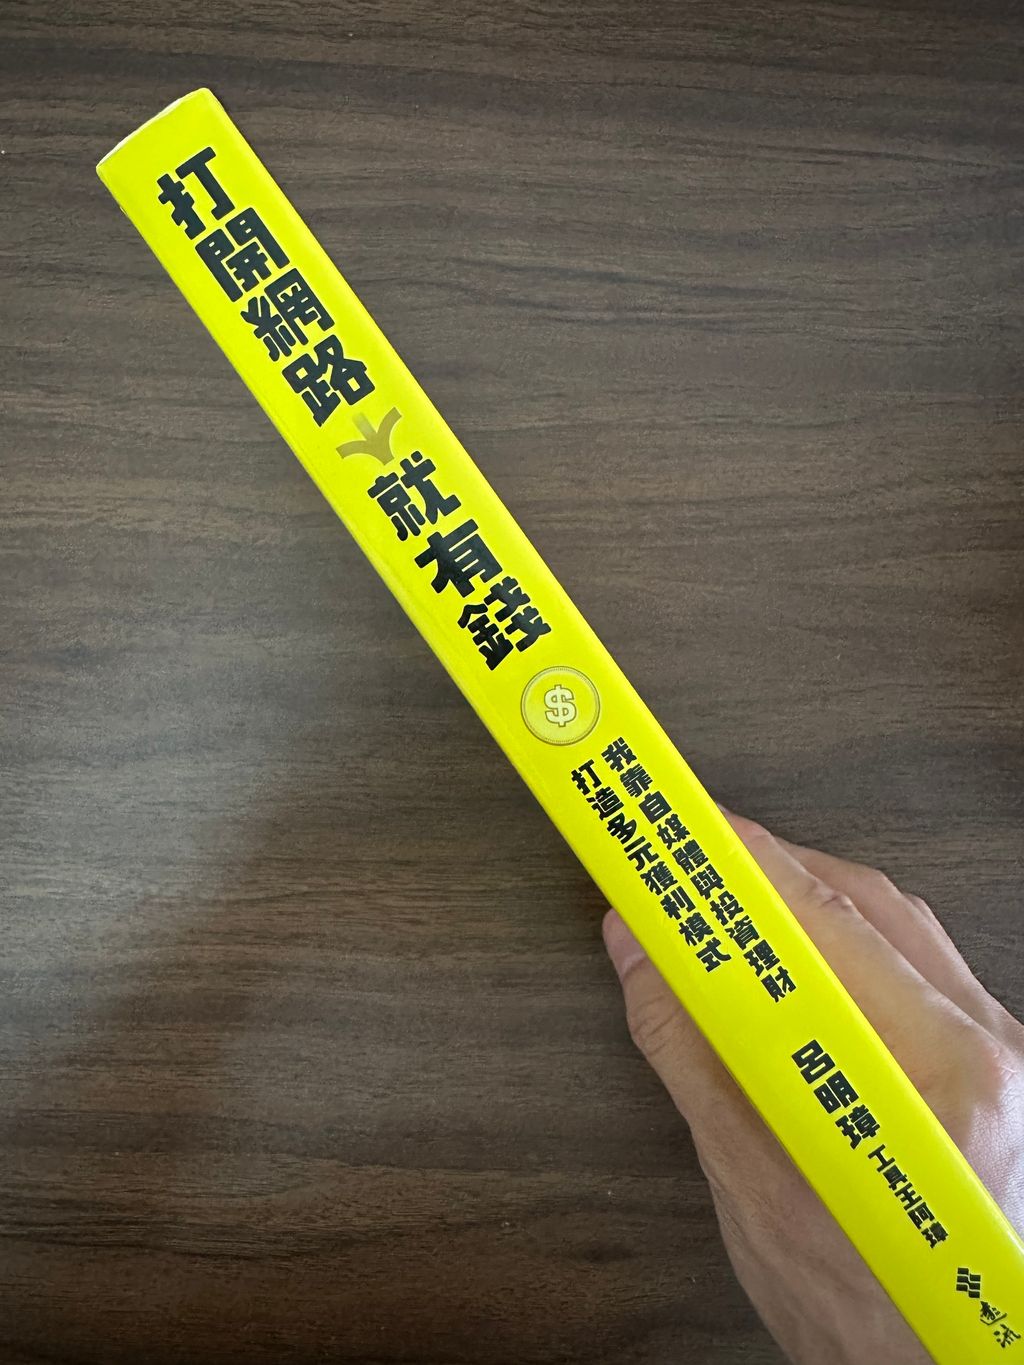 打開網路
就有錢
$
我靠自媒體與投資理財
打造多元獲利模式
呂明璋 工具王阿璋
遠流